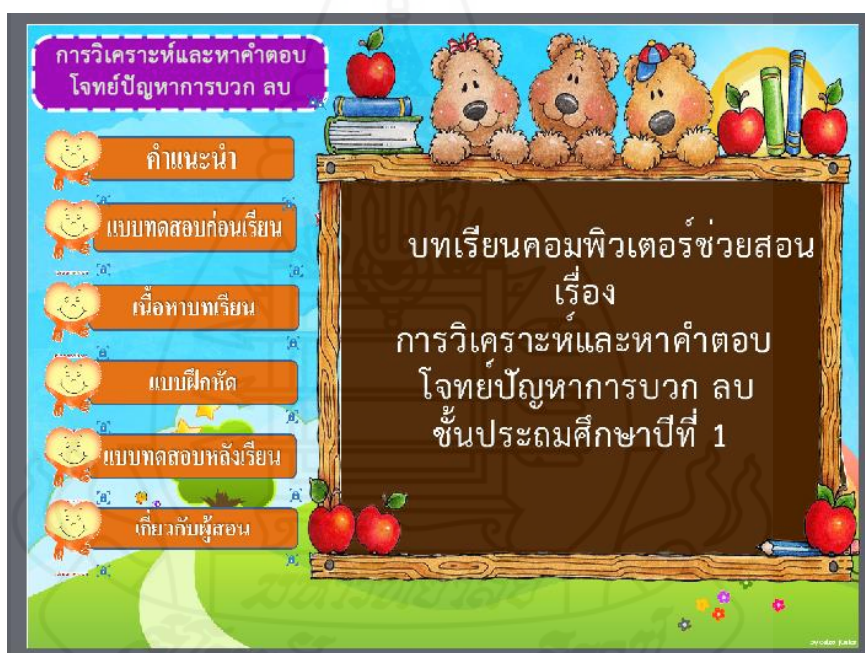 การวิเคราะห์และหาคำตอบ
โจทย์ปัญหาการบวก ลบ
คำแนะนำ
แบบทดสอบก่อนเรียน
เนื้อหาบทเรียน
แบบฝึกหัด
แบบทดสอบหลังเรียน
เกี่ยวกับผู้สอน
บทเรียนคอมพิวเตอร์ช่วยสอน
เรื่อง
การวิเคราะห์และหาคำตอบ
โจทย์ปัญหาการบวก ลบ
ชั้นประถมศึกษาปีที่ 1